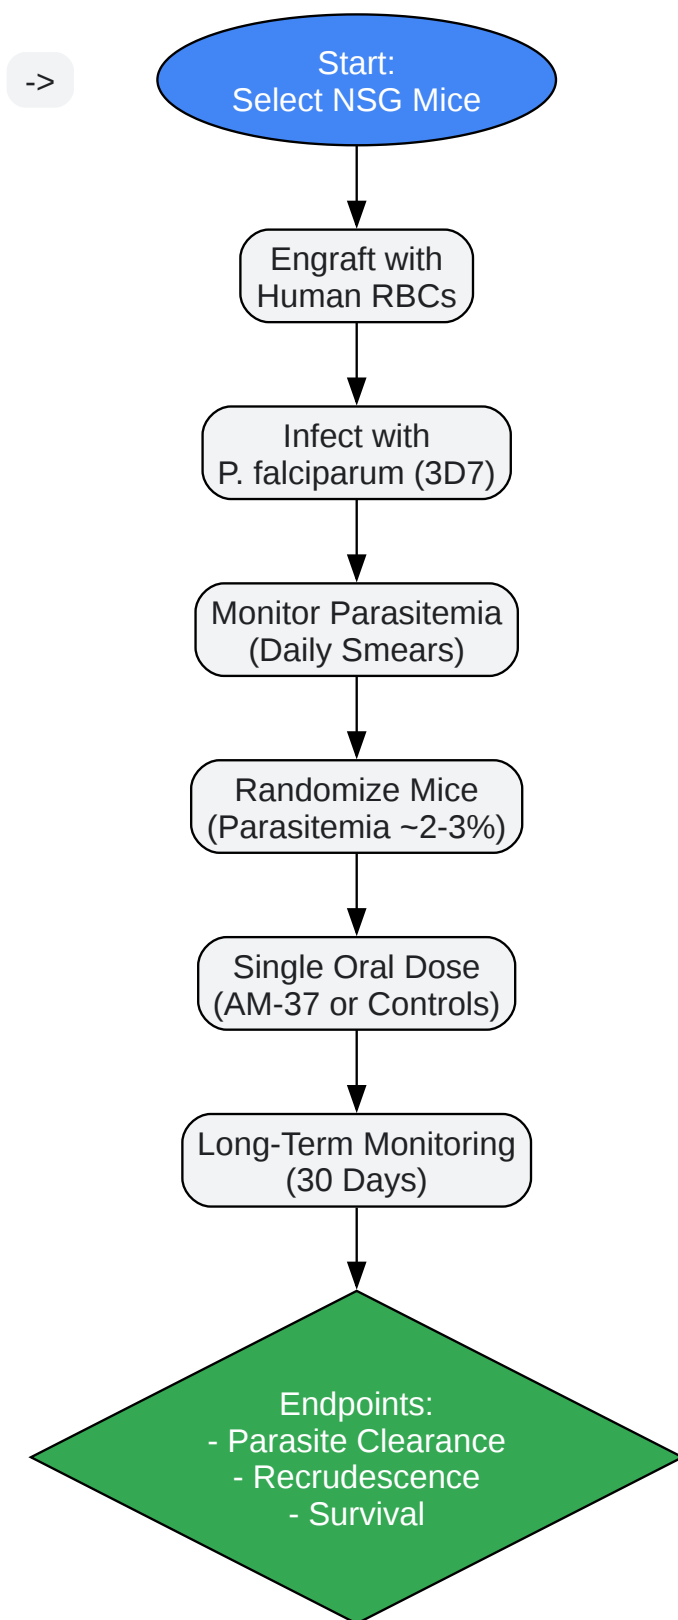 ->
Start:
Select NSG Mice
Engraft with
Human RBCs
Infect with
P. falciparum (3D7)
Monitor Parasitemia
(Daily Smears)
Randomize Mice
(Parasitemia ~2-3%)
Single Oral Dose
(AM-37 or Controls)
Long-Term Monitoring
(30 Days)
Endpoints:
- Parasite Clearance
- Recrudescence
- Survival